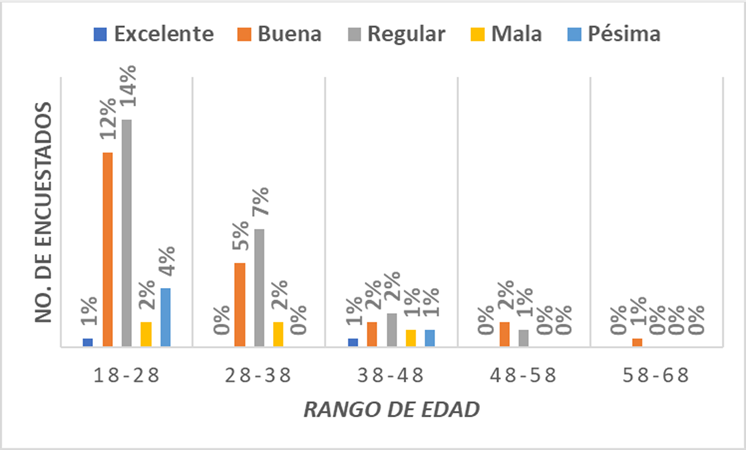 Excelente Buena Regular Mala Pésima
NO. DE ENCUESTADOS
1% 12% 14% 2% 4%
0% 5% 7% 2% 0%
1% 2% 2% 1% 1%
0% 2% 1% 0% 0%
0% 1% 0% 0% 0%
18-28 28-38 38-48 48-58 58-68
RANGO DE EDAD